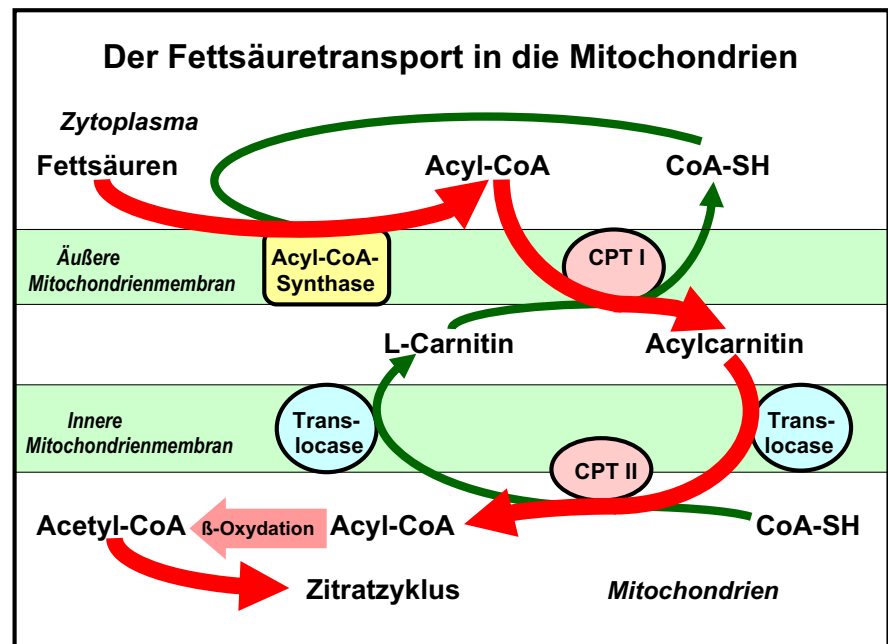 Der Fettsäuretransport in die Mitochondrien
Zytoplasma
Fettsäuren
Acyl-CoA
CoA-SH
Äußere
Mitochondrienmembran
Acyl-CoA-
Synthase
CPT I
L-Carnitin
Acylcarnitin
Innere
Mitochondrienmembran
Trans-
locase
CPT II
Trans-
locase
Acetyl-CoA
ß-Oxydation
Acyl-CoA
CoA-SH
Zitratzyklus
Mitochondrien